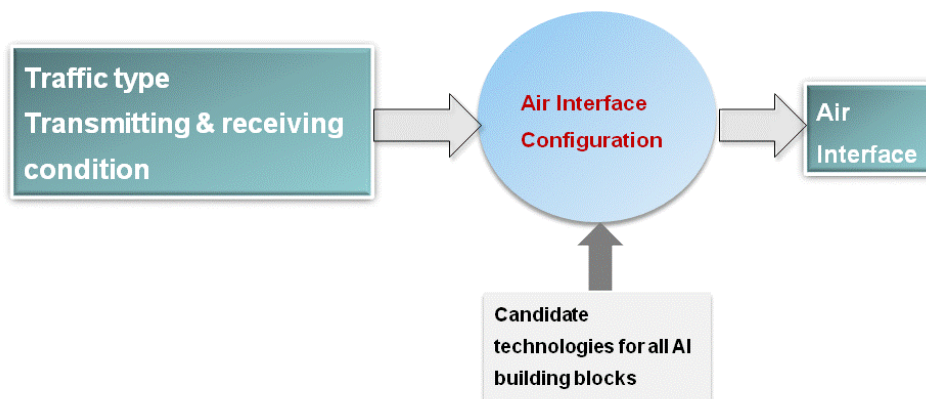 Traffic type
Transmitting & receiving
condition
Air Interface
Configuration
Air
Interface
Candidate
technologies for all AI
building blocks